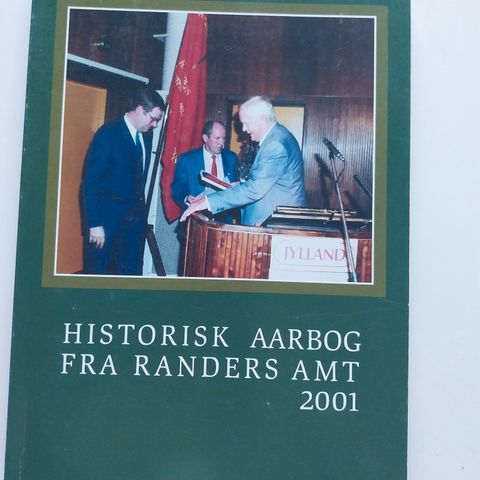 JYLLAND
HISTORISK AARBOG
FRA RANDERS AMT
2001